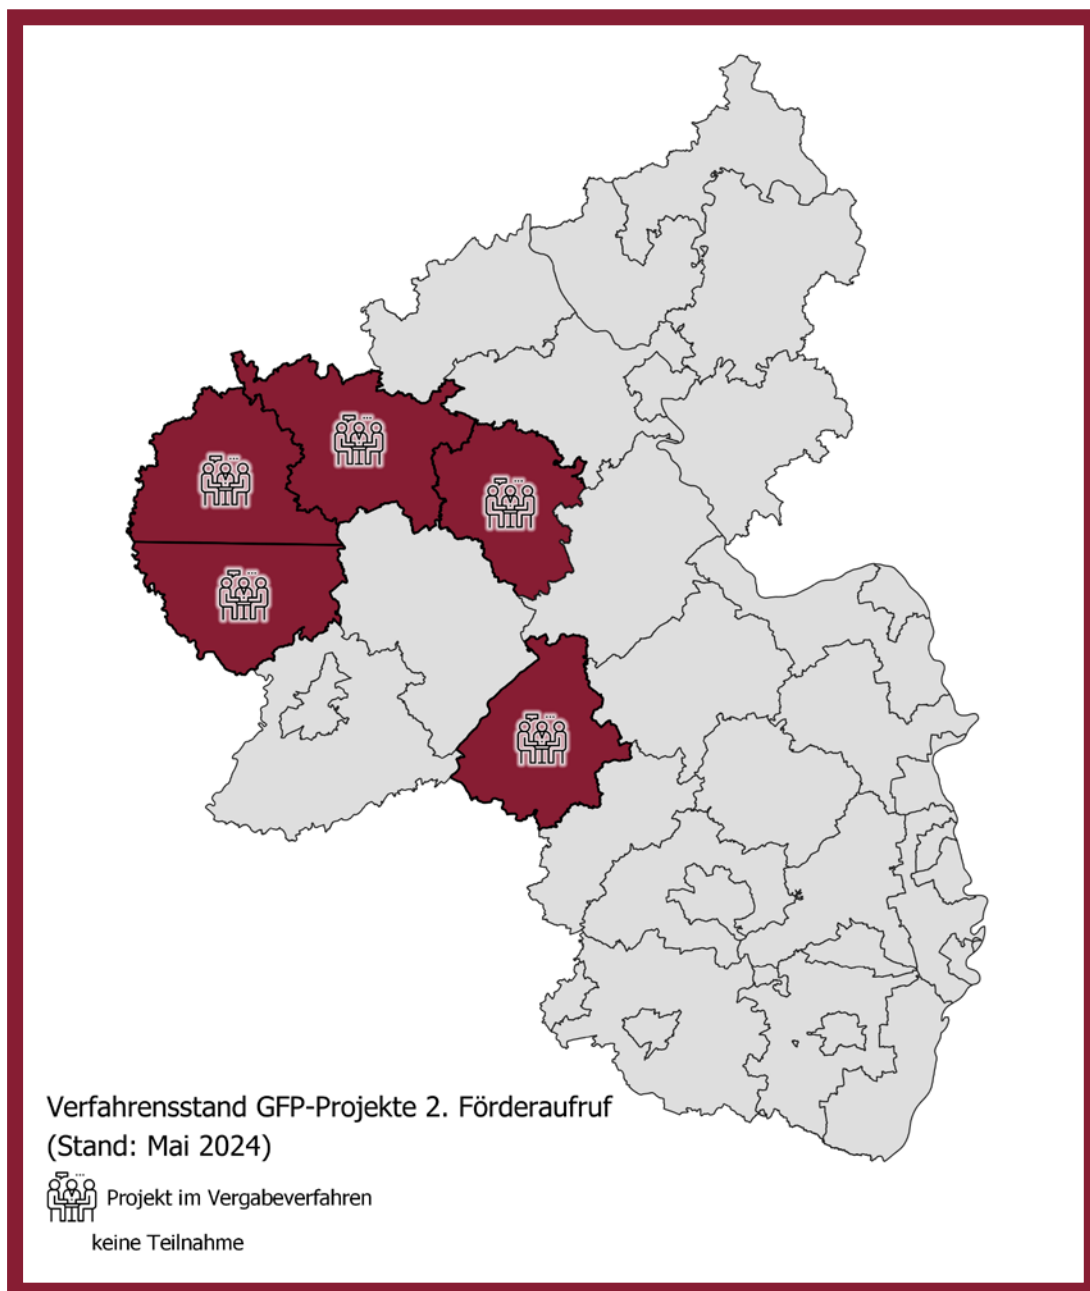 Verfahrensstand GFP-Projekte 2. Förderaufruf
(Stand: Mai 2024)
Projekt im Vergabeverfahren
keine Teilnahme